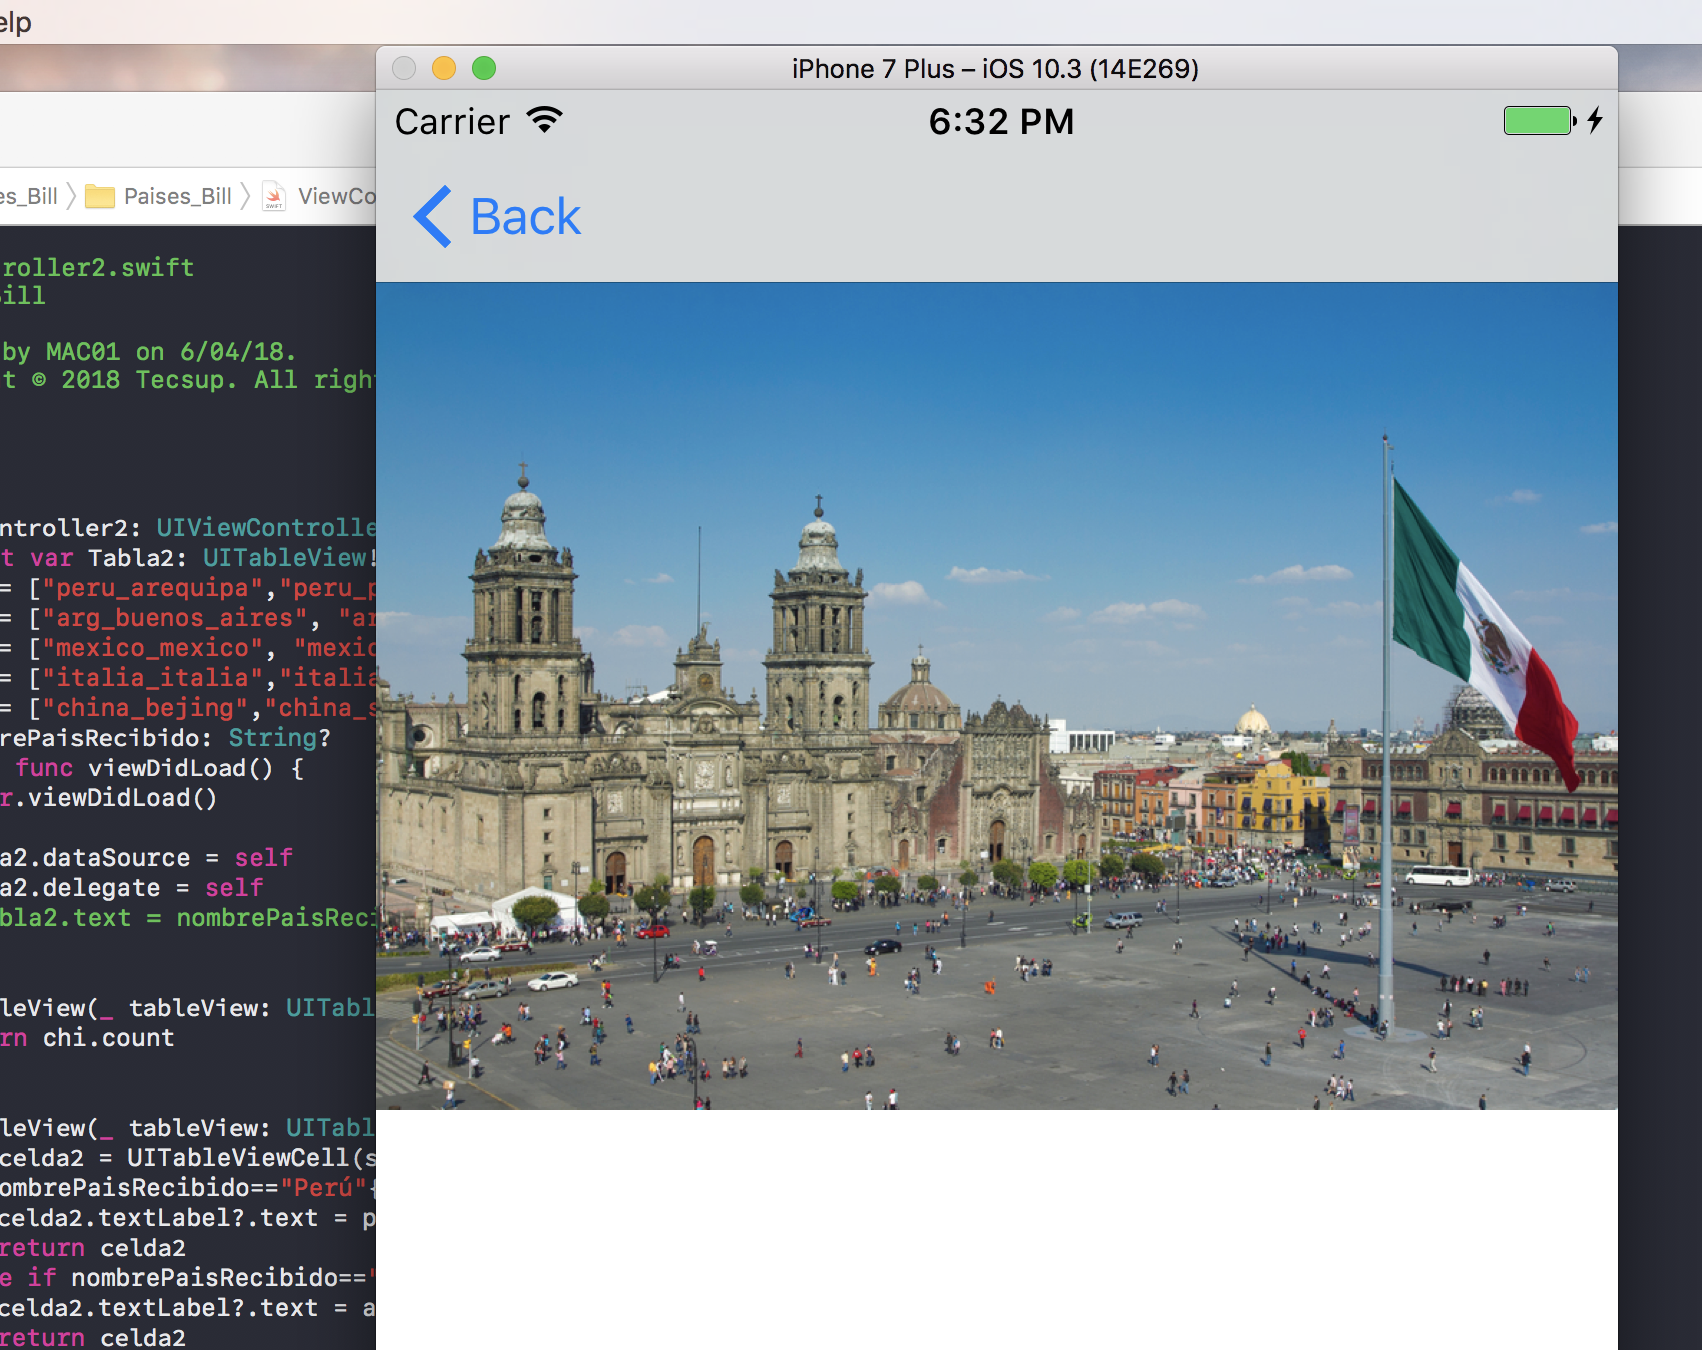 elp
iPhone 7 Plus – iOS 10.3 (14E269)
Carrier 6:32 PM
es_Bill Paises_Bill ViewCo
Back
roller2.swift
ill
by MAC01 on 6/04/18.
t © 2018 Tecsup. All righ
ntroller2: UIViewControlle
t var Tabla2: UITableView!
= ["peru_arequipa","peru_p
= ["arg_buenos_aires", "ar
= ["mexico_mexico", "mexic
= ["italia_italia","italia
= ["china_bejing","china_s
rePaisRecibido: String?
func viewDidLoad() {
r.viewDidLoad()
a2.dataSource = self
a2.delegate = self
bla2.text = nombrePaisReci
leView(_ tableView: UITabl
rn chi.count
leView(_ tableView: UITabl
celda2 = UITableViewCell(s
ombrePaisRecibido=="Perú"{
celda2.textLabel?.text = p
return celda2
e if nombrePaisRecibido=="
celda2.textLabel?.text = a
return celda2